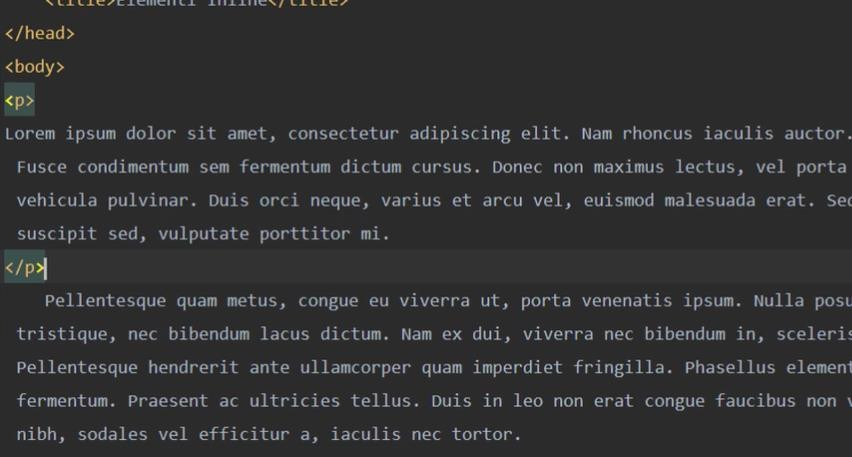 <title>Elementi Inline</title>
</head>
<body>
<p>
Lorem ipsum dolor sit amet, consectetur adipiscing elit. Nam rhoncus iaculis auctor.
Fusce condimentum sem fermentum dictum cursus. Donec non maximus lectus, vel porta
vehicula pulvinar. Duis orci neque, varius et arcu vel, euismod malesuada erat.
suscipit sed, vulputate porttitor mi.
</p>
Pellentesque quam metus, congue eu viverra ut, porta venenatis ipsum. Nulla
tristique, nec bibendum lacus dictum. Nam ex dui, viverra nec bibendum in,
Pellentesque hendrerit ante ullamcorper quam imperdiet fringilla. Phasellus
fermentum. Praesent ac ultricies tellus. Duis in leo non erat congue faucibus non
nibh, sodales vel efficitur a, iaculis nec tortor.